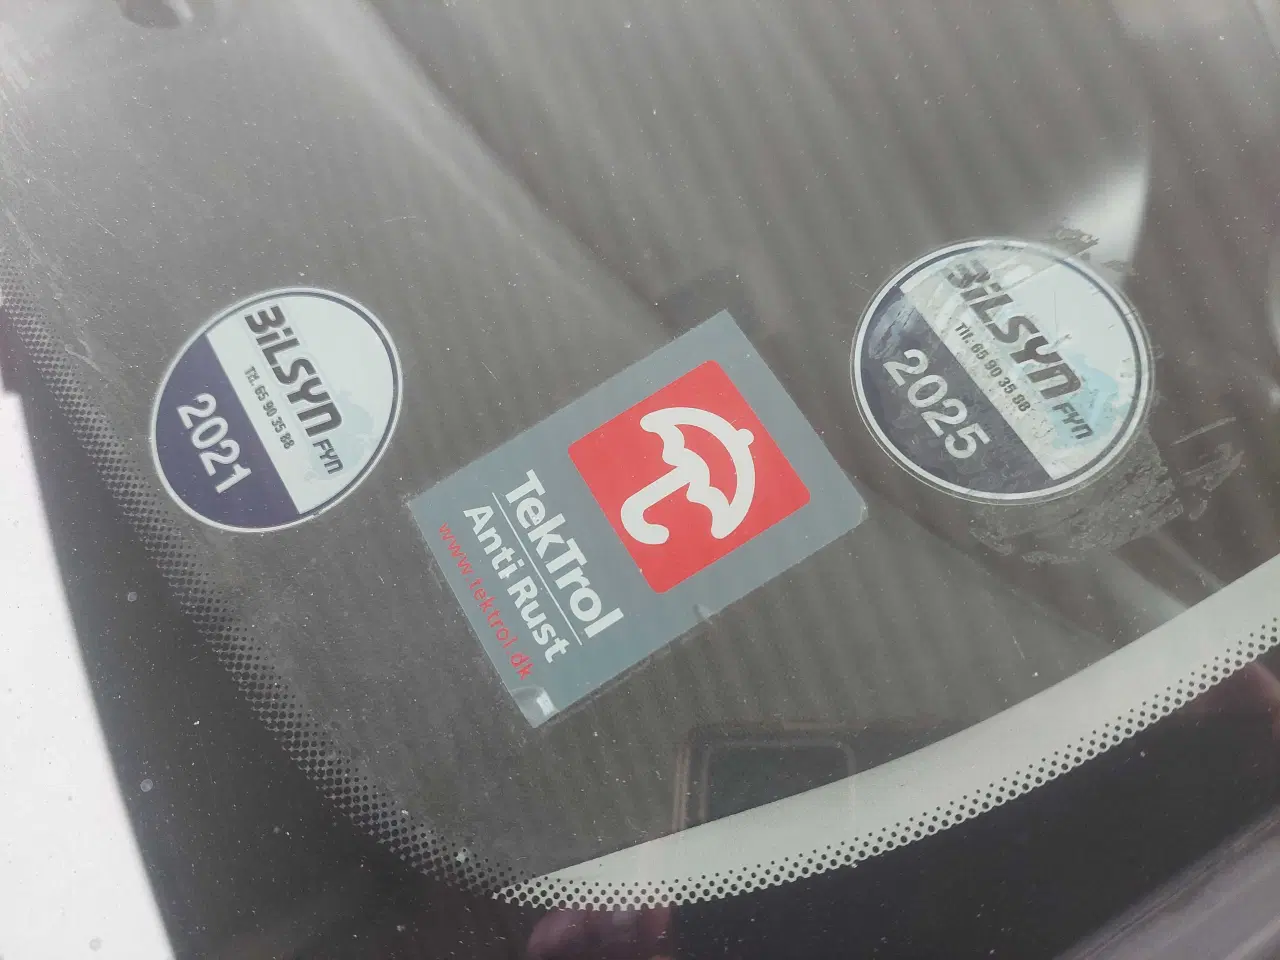 BiLSYN FYN
Tlf. 65 90 35 88
2021
TekTrol
Anti Rust
www.tektrol.dk
BiLSYN FYN
Tlf. 65 90 35 88
2025